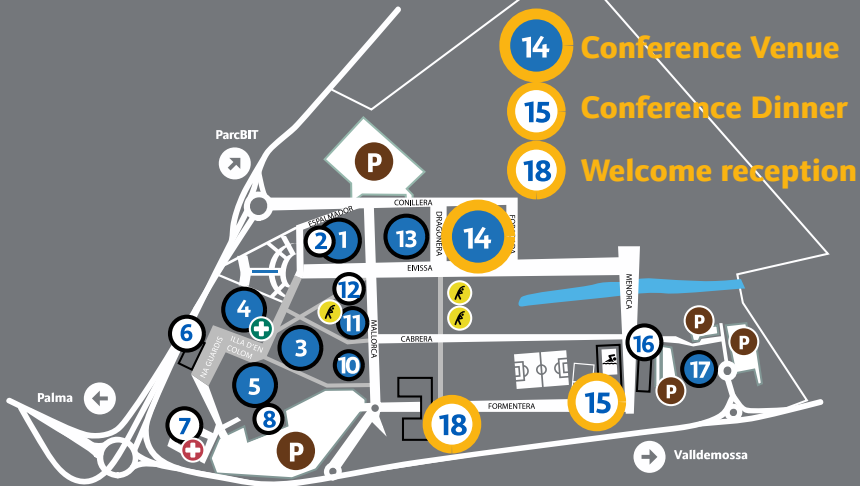 14 Conference Venue
15 Conference Dinner
18 Welcome reception
ParcBIT
P
CONILLERA
ESPALMADOR
DRAGONERA
2
1
13
14
EIVISSA
12
MENORCA
4
11
MALLORCA
6
NA GUARDIS
ILLA D'EN
COLOM
3
CABRERA
16
P
P
10
17
5
P
Palma
15
FORMENTERA
8
7
18
P
Valldemossa